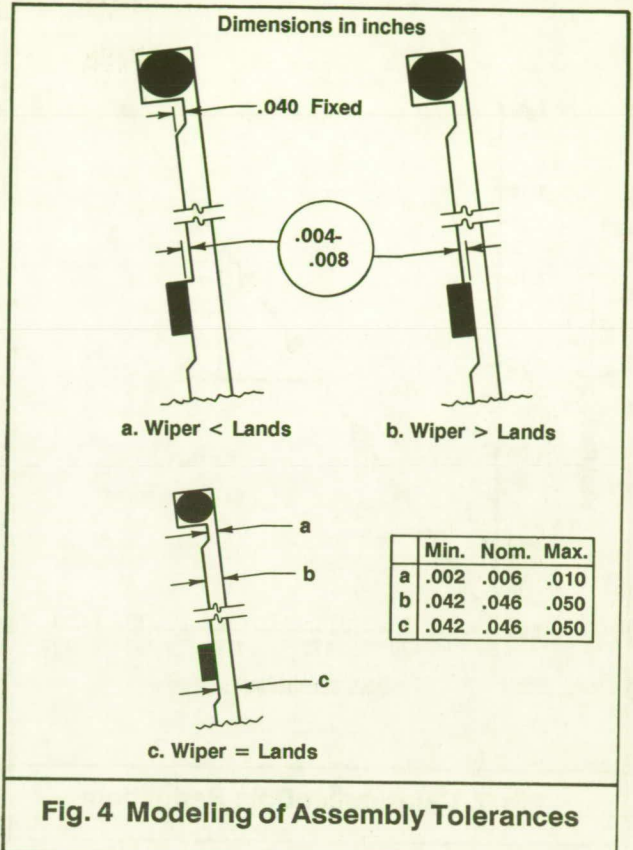 Dimensions in inches
.040 Fixed
.004-
.008
a. Wiper < Lands
b. Wiper > Lands
a
b
c
Min. Nom. Max.
a .002 .006 .010
b .042 .046 .050
c .042 .046 .050
c. Wiper = Lands
Fig. 4 Modeling of Assembly Tolerances